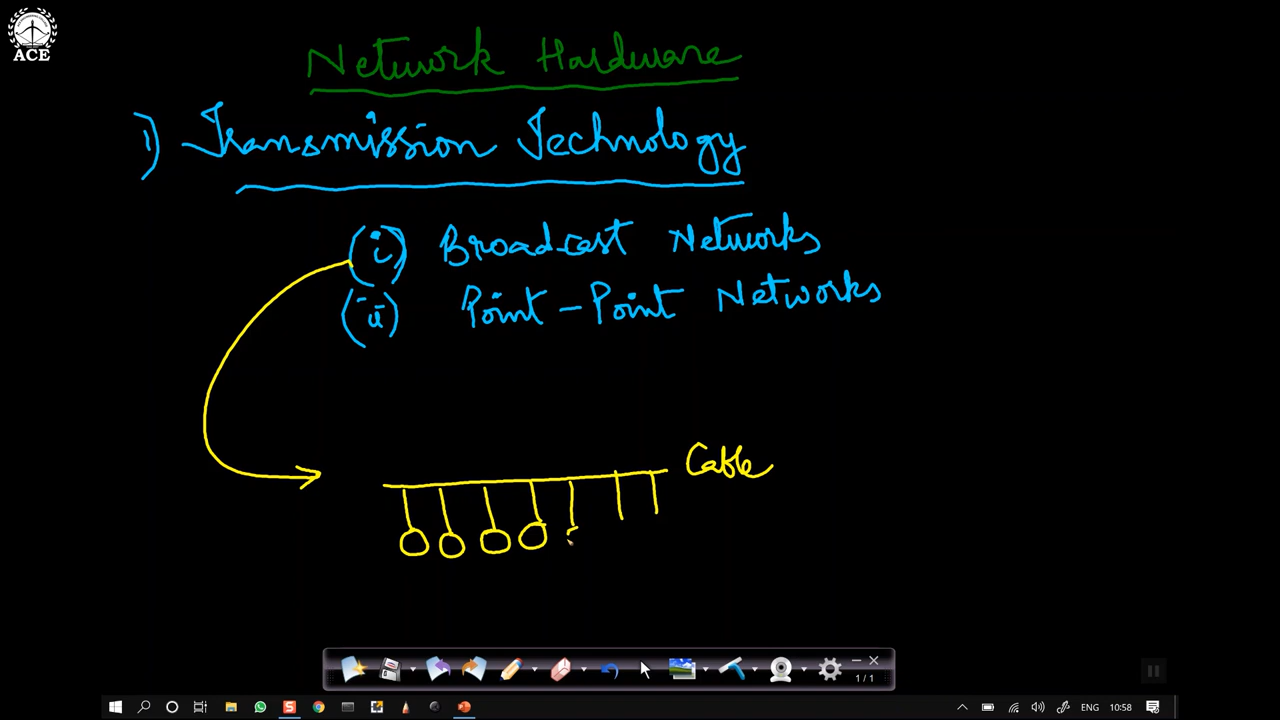 ACE
Network Hardware
1) Transmission Technology
(i) Broadcast Networks
(ii) Point-Point Networks
Cable
1/1
ENG 10:58